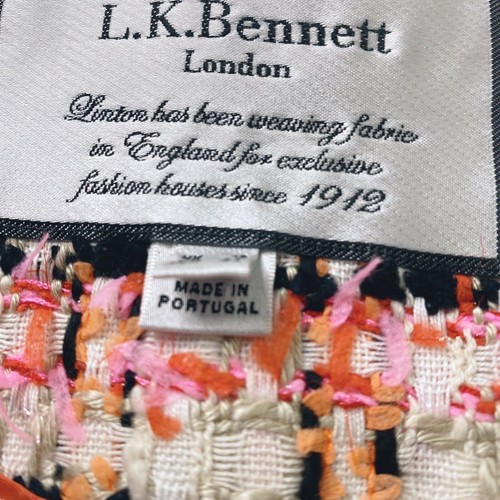 L.K.Bennett
London
Linton has been weaving fabric
in England for exclusive
fashion houses since 1912
MADE IN
PORTUGAL